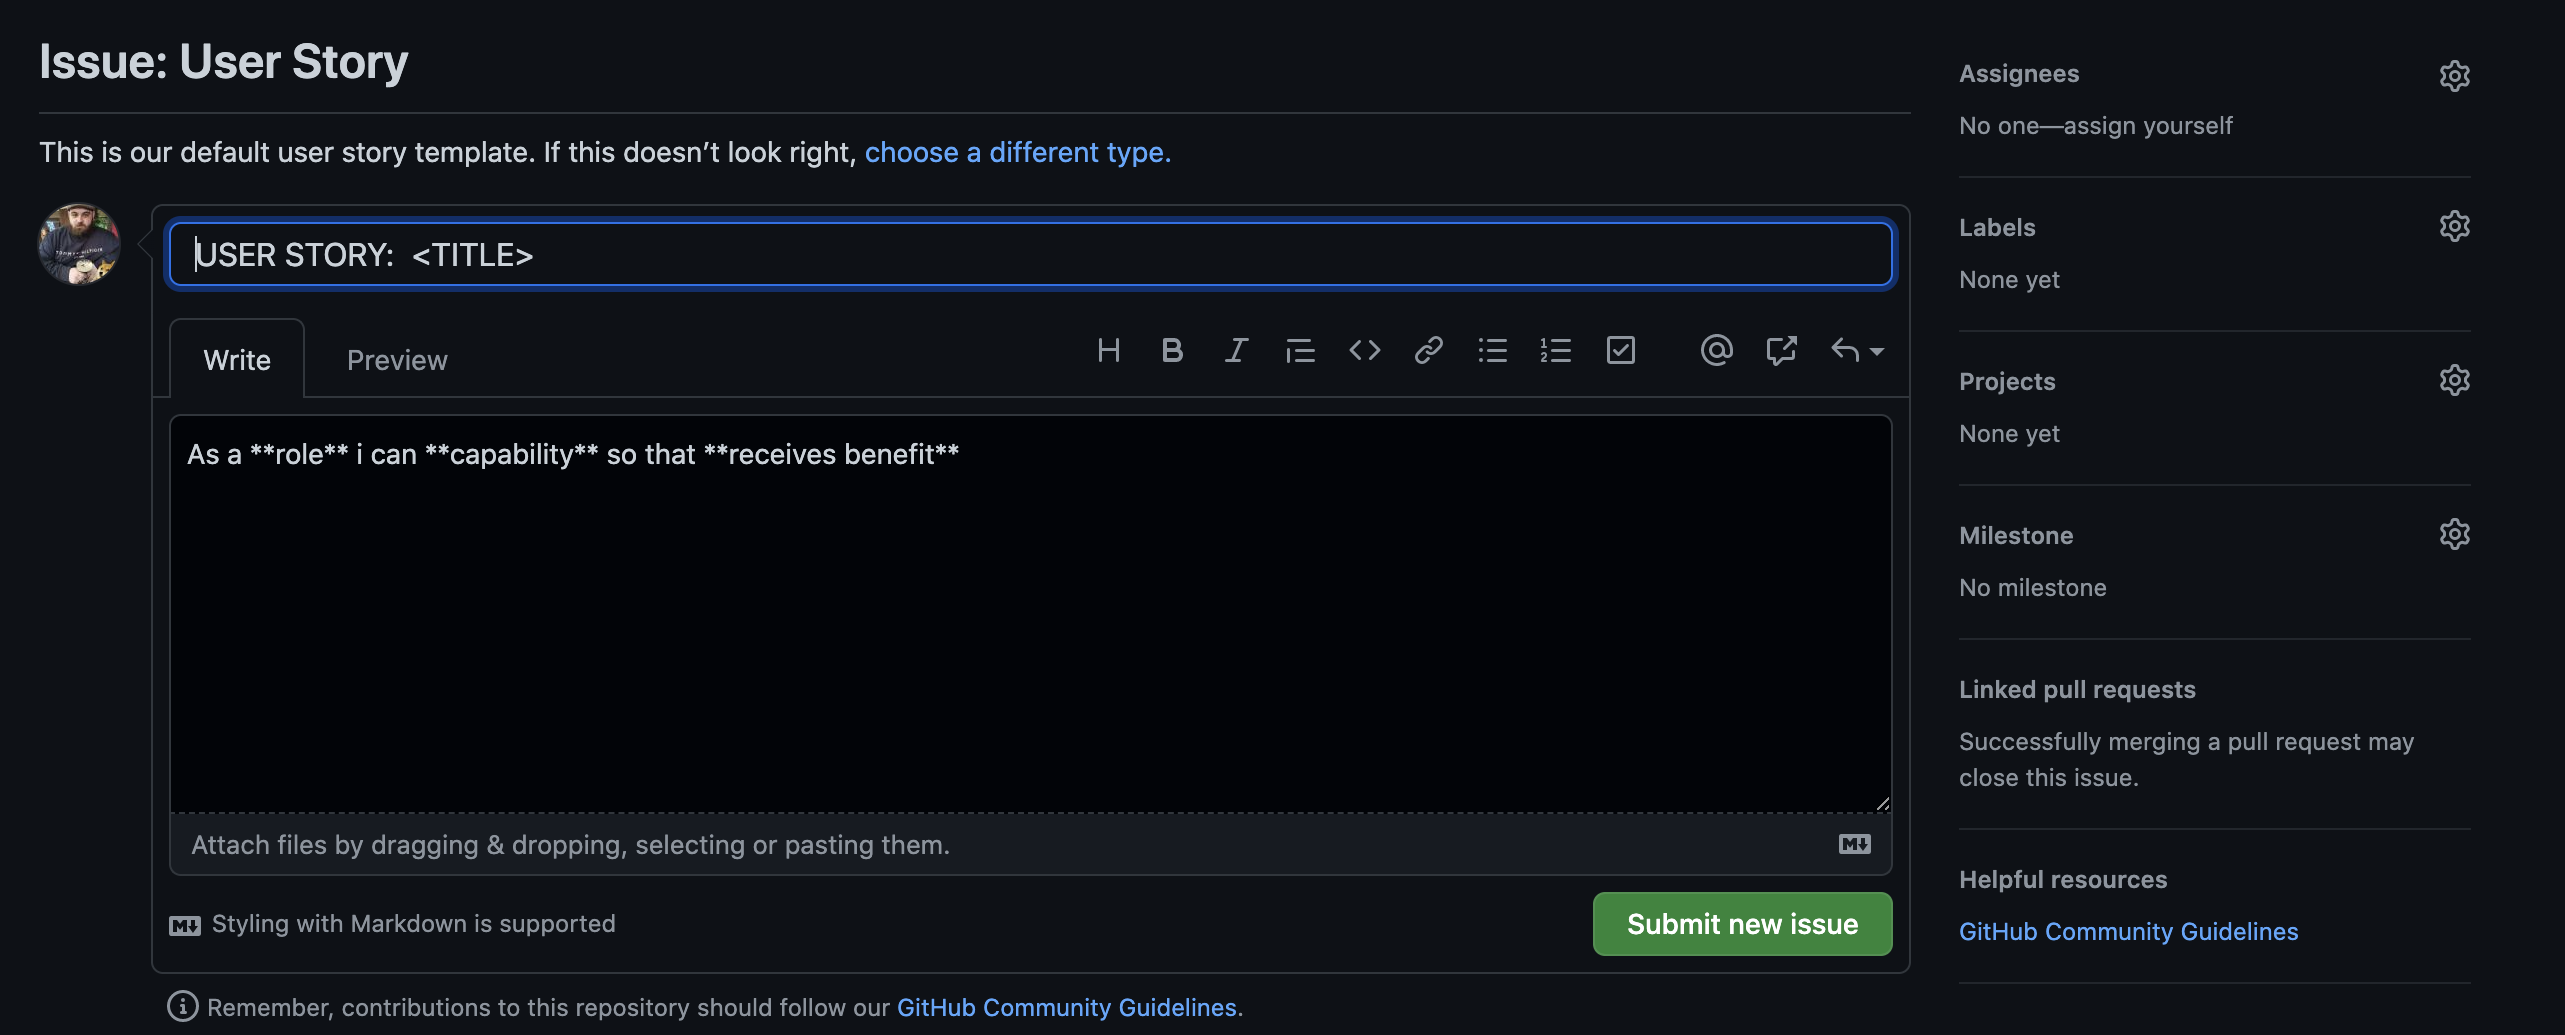 Issue: User Story
This is our default user story template. If this doesn’t look right, choose a different type.
USER STORY:  <TITLE>
Write
Preview
As a **role** i can **capability** so that **receives benefit**
Attach files by dragging & dropping, selecting or pasting them.
Styling with Markdown is supported
Submit new issue
Remember, contributions to this repository should follow our GitHub Community Guidelines.
Assignees
No one—assign yourself
Labels
None yet
Projects
None yet
Milestone
No milestone
Linked pull requests
Successfully merging a pull request may
close this issue.
Helpful resources
GitHub Community Guidelines